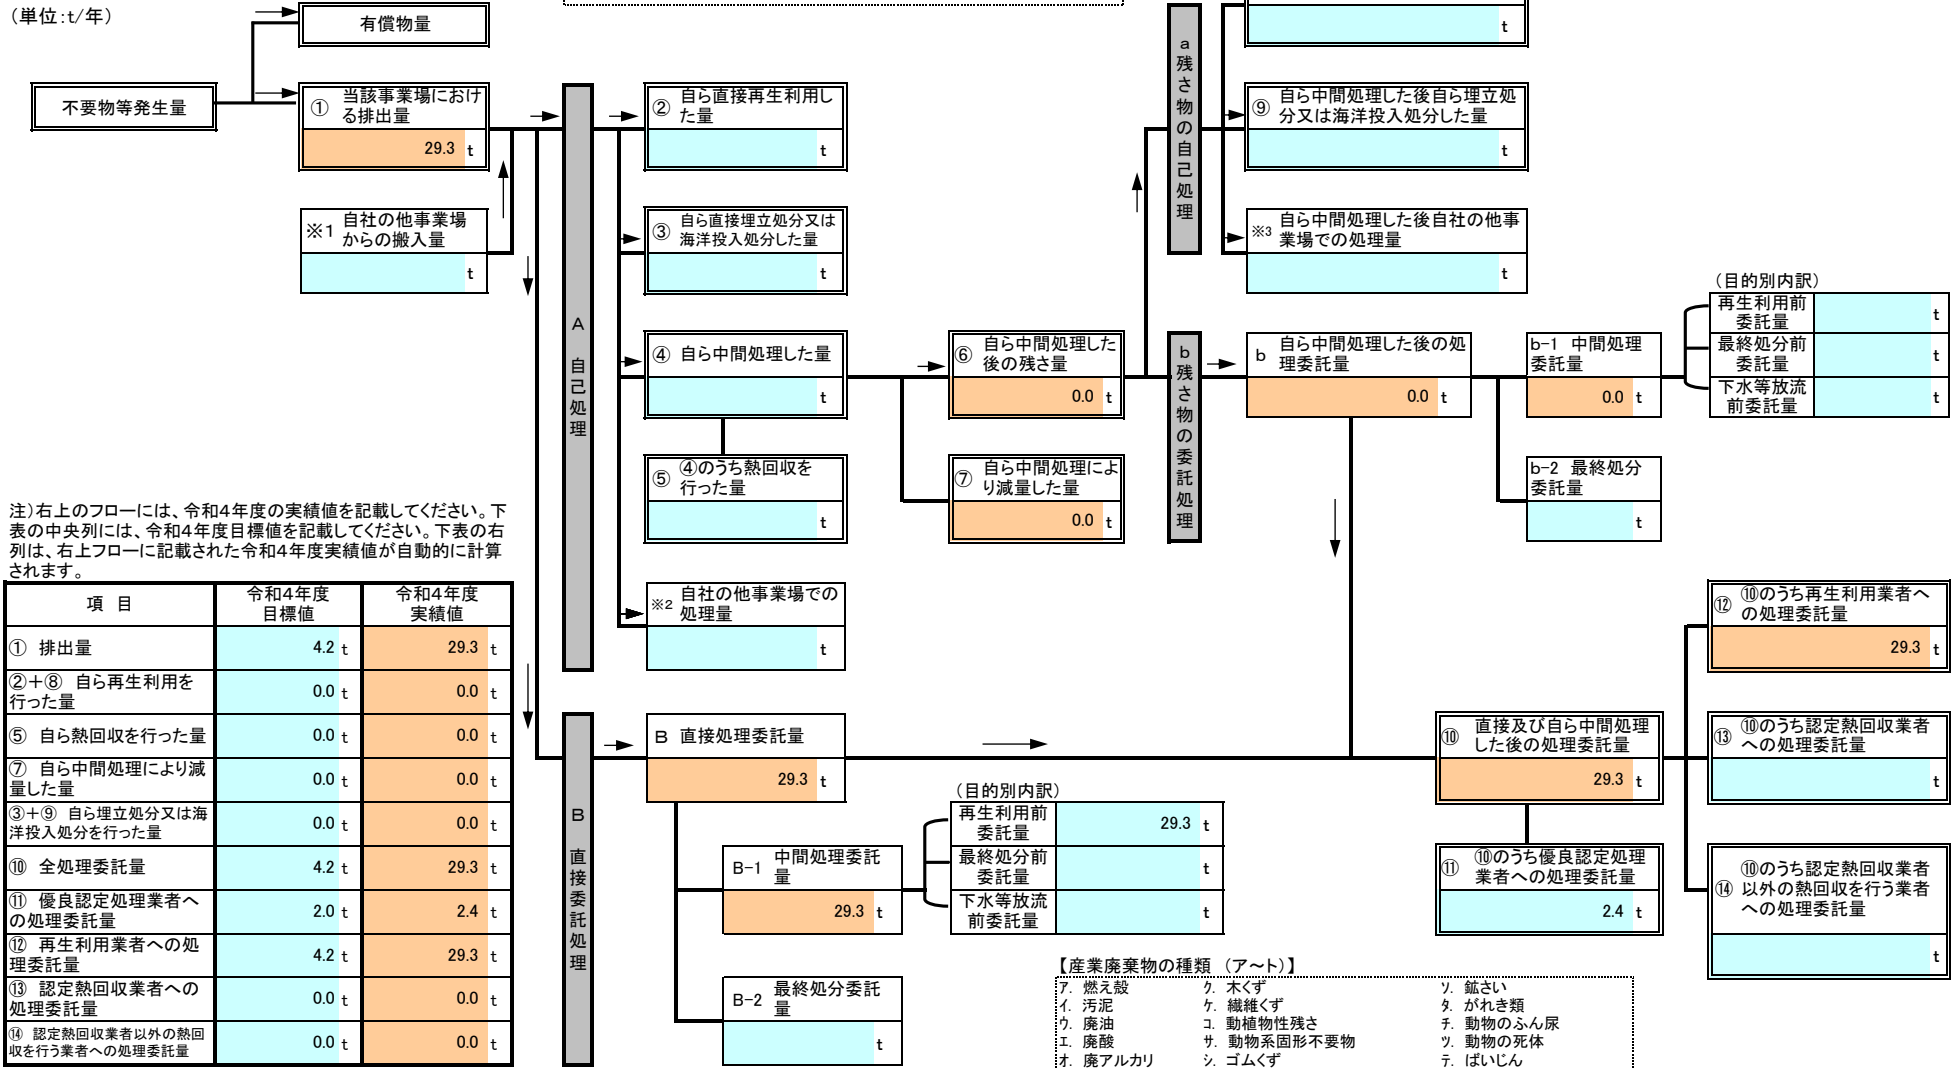 （単位：t/年）
有償物量
不要物等発生量
①
当該事業場におけ
る排出量
29.3 t
※1
自社の他事業場
からの搬入量
t
A
自己処理
②
自ら直接再生利用し
た量
t
③
自ら直接埋立処分又は
海洋投入処分した量
t
④ 自ら中間処理した量
t
⑤
④のうち熱回収を
行った量
t
※2
自社の他事業場での
処理量
t
⑥
自ら中間処理した
後の残さ量
0.0 t
⑦
自ら中間処理によ
り減量した量
0.0 t
a
残さ物の自己処理
t
⑨
自ら中間処理した後自ら埋立処
分又は海洋投入処分した量
t
※3
自ら中間処理した後自社の他事
業場での処理量
t
b
残さ物の委託処理
b
自ら中間処理した後の処
理委託量
0.0 t
b-1 中間処理
委託量
0.0 t
b-2 最終処分
委託量
t
（目的別内訳）
再生利用前
委託量
t
最終処分前
委託量
t
下水等放流
前委託量
t
注）右上のフローには、令和4年度の実績値を記載してください。下
表の中央列には、令和4年度目標値を記載してください。下表の右
列は、右上フローに記載された令和4年度実績値が自動的に計算
されます。
項 目
令和4年度
目標値
令和4年度
実績値
① 排出量 4.2 t 29.3 t
②＋⑧ 自ら再生利用を
行った量 0.0 t 0.0 t
⑤ 自ら熱回収を行った量 0.0 t 0.0 t
⑦ 自ら中間処理により減
量した量 0.0 t 0.0 t
③＋⑨ 自ら埋立処分又は海
洋投入処分を行った量 0.0 t 0.0 t
⑩ 全処理委託量 4.2 t 29.3 t
⑪ 優良認定処理業者へ
の処理委託量 2.0 t 2.4 t
⑫ 再生利用業者への処
理委託量 4.2 t 29.3 t
⑬ 認定熱回収業者への
処理委託量 0.0 t 0.0 t
⑭ 認定熱回収業者以外の熱回
収を行う業者への処理委託量 0.0 t 0.0 t
B
直接委託処理
B 直接処理委託量
29.3 t
B-1
中間処理委託
量
29.3 t
B-2
最終処分委託
量
t
（目的別内訳）
再生利用前
委託量
29.3 t
最終処分前
委託量
t
下水等放流
前委託量
t
⑩
直接及び自ら中間処理
した後の処理委託量
29.3 t
⑪
⑩のうち優良認定処理
業者への処理委託量
2.4 t
⑫
⑩のうち再生利用業者へ
の処理委託量
29.3 t
⑬
⑩のうち認定熱回収業者
への処理委託量
t
⑭
⑩のうち認定熱回収業者
以外の熱回収を行う業者
への処理委託量
t
【産業廃棄物の種類 （ア～ト）】
ｱ. 燃え殻 ｸ. 木くず ｿ. 鉱さい
ｲ. 汚泥 ｹ. 繊維くず ﾀ. がれき類
ｳ. 廃油 ｺ. 動植物性残さ ﾁ. 動物のふん尿
ｴ. 廃酸 ｻ. 動物系固形不要物 ﾂ. 動物の死体
ｵ. 廃アルカリ ｼ. ゴムくず ﾃ. ばいじん